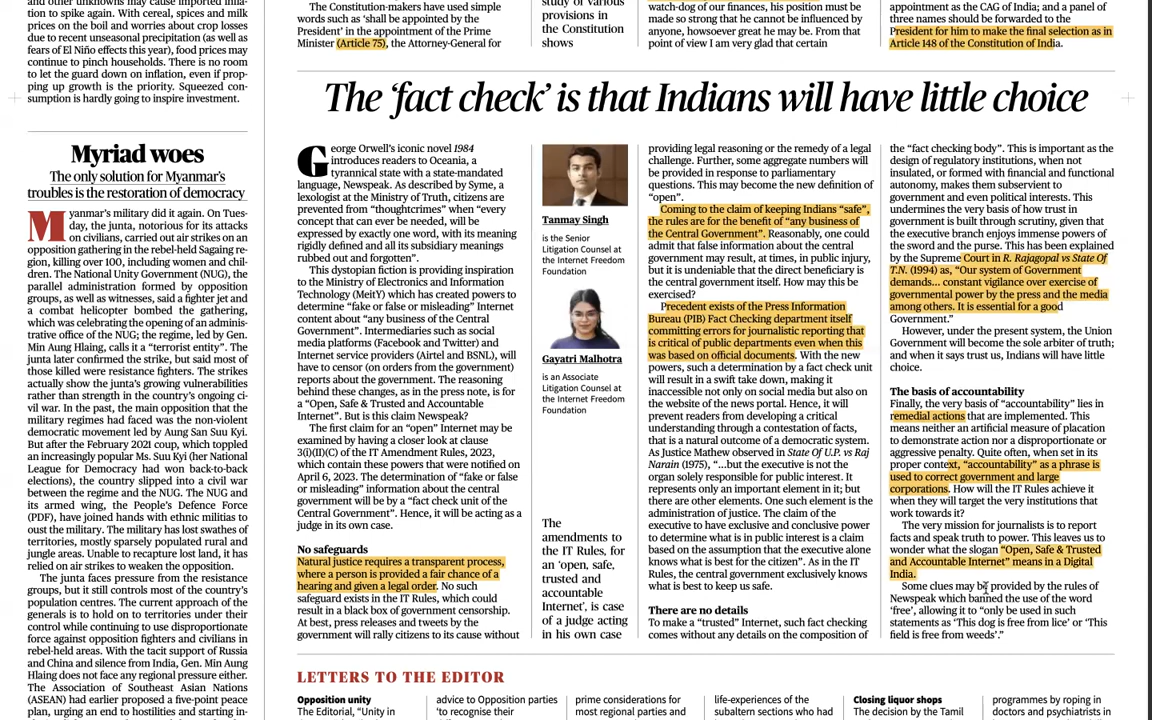 and other unknowns may cause imported infla-
tion to spike again. With cereal, spices and milk
prices on the boil and worries about crop losses
due to recent unseasonal precipitation (as well as
fears of El Niño effects this year), food prices may
continue to pinch households. There is no room
to let the guard down on inflation, even if prop-
ping up growth is the priority. Squeezed con-
sumption is hardly going to inspire investment.
Myriad woes
The only solution for Myanmar's
troubles is the restoration of democracy
Myanmar's military did it again. On Tues-
day, the junta, notorious for its attacks
on civilians, carried out air strikes on an
opposition gathering in the rebel-held Sagaing re-
gion, killing over 100, including women and chil-
dren. The National Unity Government (NUG), the
parallel administration formed by opposition
groups, as well as witnesses, said a fighter jet and
a combat helicopter bombed the gathering,
which was celebrating the opening of an adminis-
trative office of the NUG; the regime, led by Gen.
Min Aung Hlaing, calls it a "terrorist entity". The
junta later confirmed the strike, but said most of
those killed were resistance fighters. The strikes
actually show the junta's growing vulnerabilities
rather than strength in the country's ongoing ci-
vil war. In the past, the main opposition that the
military regimes had faced was the non-violent
democratic movement led by Aung San Suu Kyi.
But after the February 2021 coup, which toppled
an increasingly popular Ms. Suu Kyi (her National
League for Democracy had won back-to-back
elections), the country slipped into a civil war
between the regime and the NUG. The NUG and
its armed wing, the People's Defence Force
(PDF), have joined hands with ethnic militias to
oust the military. The military has lost swathes of
territories, mostly sparsely populated rural and
jungle areas. Unable to recapture lost land, it has
relied on air strikes to weaken the opposition.
The junta faces pressure from the resistance
groups, but it still controls most of the country's
population centres. The current approach of the
generals is to hold on to territories under their
control while continuing to use disproportionate
force against opposition fighters and civilians in
rebel-held areas. With the tacit support of Russia
and China and silence from India, Gen. Min Aung
Hlaing does not face any regional pressure either.
The Association of Southeast Asian Nations
(ASEAN) had earlier proposed a five-point peace
plan, urging an end to hostilities and starting in-
The Constitution-makers have used simple
words such as 'shall be appointed by the
President' in the appointment of the Prime
Minister (Article 75), the Attorney-General for
study of various
provisions in
the Constitution
shows
watch-dog of our finances, his position must be
made so strong that he cannot be influenced by
anyone, howsoever great he may be. From that
point of view I am very glad that certain
appointment as the CAG of India; and a panel of
three names should be forwarded to the
President for him to make the final selection as in
Article 148 of the Constitution of India.
The 'fact check' is that Indians will have little choice
George Orwell's iconic novel 1984
introduces readers to Oceania, a
tyrannical state with a state-mandated
language, Newspeak. As described by Syme, a
lexologist at the Ministry of Truth, citizens are
prevented from "thoughtcrimes" when "every
concept that can ever be needed, will be
expressed by exactly one word, with its meaning
rigidly defined and all its subsidiary meanings
rubbed out and forgotten".
This dystopian fiction is providing inspiration
to the Ministry of Electronics and Information
Technology (MeitY) which has created powers to
determine "fake or false or misleading" Internet
content about "any business of the Central
Government". Intermediaries such as social
media platforms (Facebook and Twitter) and
Internet service providers (Airtel and BSNL), will
have to censor (on orders from the government)
reports about the government. The reasoning
behind these changes, as in the press note, is for
a "Open, Safe & Trusted and Accountable
Internet". But is this claim Newspeak?
The first claim for an "open" Internet may be
examined by having a closer look at clause
3(i)(II)(C) of the IT Amendment Rules, 2023,
which contain these powers that were notified on
April 6, 2023. The determination of "fake or false
or misleading" information about the central
government will be by a "fact check unit of the
Central Government". Hence, it will be acting as a
judge in its own case.
No safeguards
Natural justice requires a transparent process,
where a person is provided a fair chance of a
hearing and given a legal order. No such
safeguard exists in the IT Rules, which could
result in a black box of government censorship.
At best, press releases and tweets by the
government will rally citizens to its cause without
Tanmay Singh
is the Senior
Litigation Counsel at
the Internet Freedom
Foundation
Gayatri Malhotra
is an Associate
Litigation Counsel at
the Internet Freedom
Foundation
The
amendments to
the IT Rules, for
an 'open, safe,
trusted and
accountable
Internet', is case
of a judge acting
in his own case
providing legal reasoning or the remedy of a legal
challenge. Further, some aggregate numbers will
be provided in response to parliamentary
questions. This may become the new definition of
"open".
Coming to the claim of keeping Indians "safe",
the rules are for the benefit of "any business of
the Central Government". Reasonably, one could
admit that false information about the central
government may result, at times, in public injury,
but it is undeniable that the direct beneficiary is
the central government itself. How may this be
exercised?
Precedent exists of the Press Information
Bureau (PIB) Fact Checking department itself
committing errors for journalistic reporting that
is critical of public departments even when this
was based on official documents. With the new
powers, such a determination by a fact check unit
will result in a swift take down, making it
inaccessible not only on social media but also on
the website of the news portal. Hence, it will
prevent readers from developing a critical
understanding through a contestation of facts,
that is a natural outcome of a democratic system.
As Justice Mathew observed in State Of U.P. vs Raj
Narain (1975), "...but the executive is not the
organ solely responsible for public interest. It
represents only an important element in it; but
there are other elements. One such element is the
administration of justice. The claim of the
executive to have exclusive and conclusive power
to determine what is in public interest is a claim
based on the assumption that the executive alone
knows what is best for the citizen". As in the IT
Rules, the central government exclusively knows
what is best to keep us safe.
There are no details
To make a "trusted" Internet, such fact checking
comes without any details on the composition of
the "fact checking body". This is important as the
design of regulatory institutions, when not
insulated, or formed with financial and functional
autonomy, makes them subservient to
government and even political interests. This
undermines the very basis of how trust in
government is built through scrutiny, given that
the executive branch enjoys immense powers of
the sword and the purse. This has been explained
by the Supreme Court in R. Rajagopal vs State Of
T.N. (1994) as, "Our system of Government
demands... constant vigilance over exercise of
governmental power by the press and the media
among others. It is essential for a good
Government."
However, under the present system, the Union
Government will become the sole arbiter of truth;
and when it says trust us, Indians will have little
choice.
The basis of accountability
Finally, the very basis of "accountability" lies in
remedial actions that are implemented. This
means neither an artificial measure of placation
to demonstrate action nor a disproportionate or
aggressive penalty. Quite often, when set in its
proper context, "accountability" as a phrase is
used to correct government and large
corporations. How will the IT Rules achieve it
when they will target the very institutions that
work towards it?
The very mission for journalists is to report
facts and speak truth to power. This leaves us to
wonder what the slogan "Open, Safe & Trusted
and Accountable Internet" means in a Digital
India.
Some clues may be provided by the rules of
Newspeak which banned the use of the word
'free', allowing it to "only be used in such
statements as 'This dog is free from lice' or 'This
field is free from weeds'."
LETTERS TO THE EDITOR
Opposition unity
The Editorial, "Unity in
advice to Opposition parties
'to recognise their
prime considerations for
most regional parties and
life-experiences of the
subaltern sections who had
Closing liquor shops
The decision by the Tamil
programmes by roping in
doctors and psychiatrists in